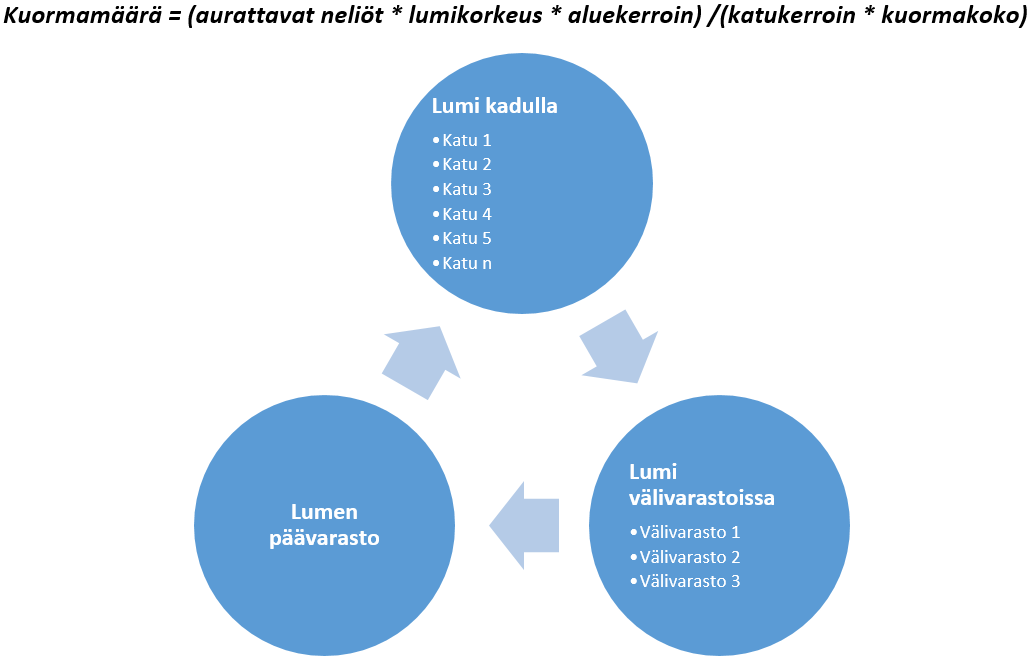 Kuormamäärä = (aurattavat neliöt * lumikorkeus * aluekerroin) /(katukerroin * kuormakoko)
Lumi kadulla
•Katu 1
•Katu 2
•Katu 3
•Katu 4
•Katu 5
•Katu n
Lumi
välivarastoissa
•Välivarasto 1
•Välivarasto 2
•Välivarasto 3
Lumen
päävarasto